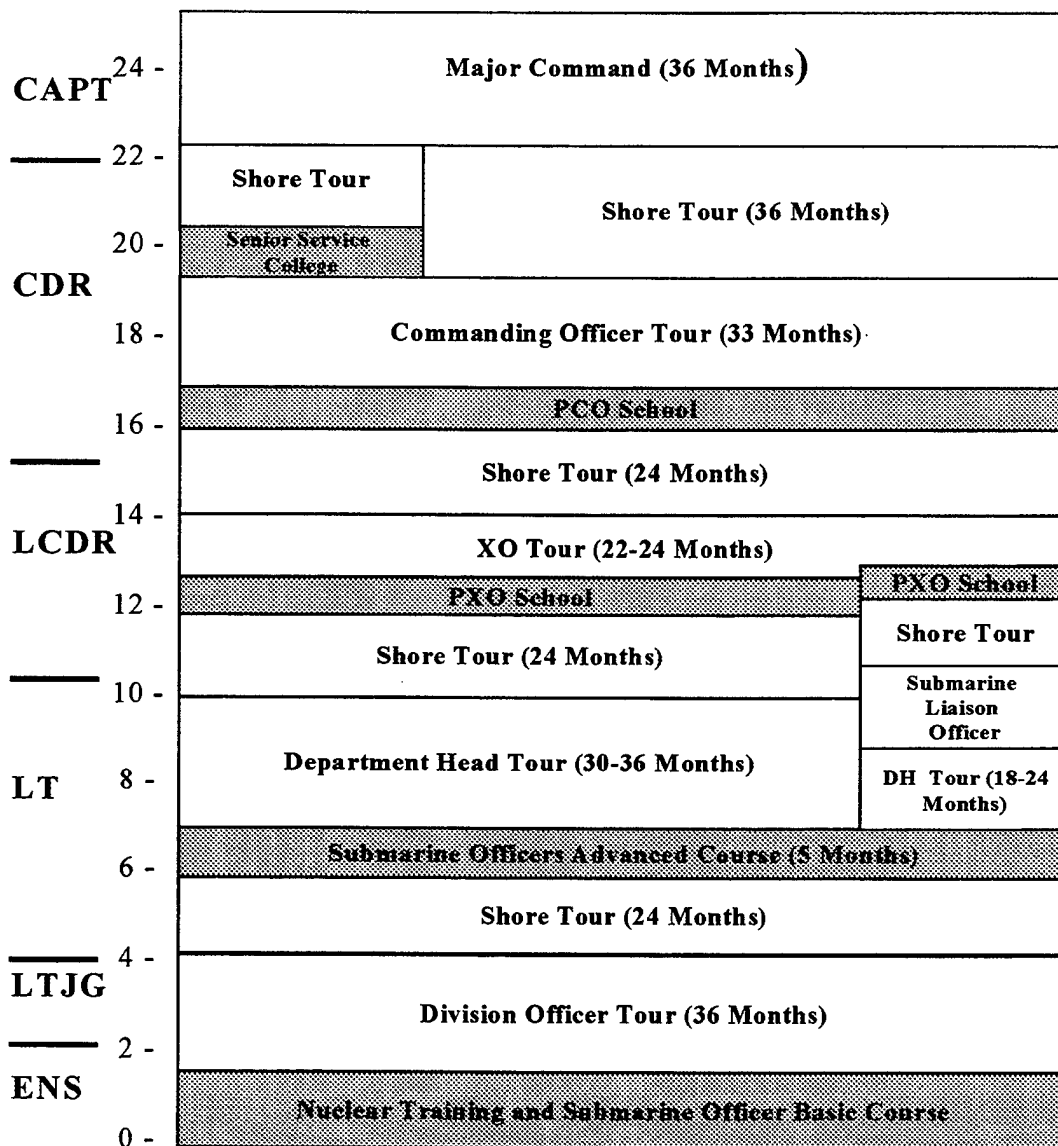 24 -
CAPT
Major Command (36 Months)
22 -
Shore Tour
Shore Tour (36 Months)
20 -
Senior Service
College
CDR
18 -
Commanding Officer Tour (33 Months)
PCO School
16 -
Shore Tour (24 Months)
14 -
LCDR
XO Tour (22-24 Months)
PXO School
PXO School
12 -
Shore Tour (24 Months)
Shore Tour
10 -
Submarine
Liaison
Officer
Department Head Tour (30-36 Months)
LT
8 -
DH Tour (18-24
Months)
Submarine Officers Advanced Course (5 Months)
6 -
Shore Tour (24 Months)
4 -
LTJG
Division Officer Tour (36 Months)
2 -
ENS
Nuclear Training and Submarine Officer Basic Course
0 -